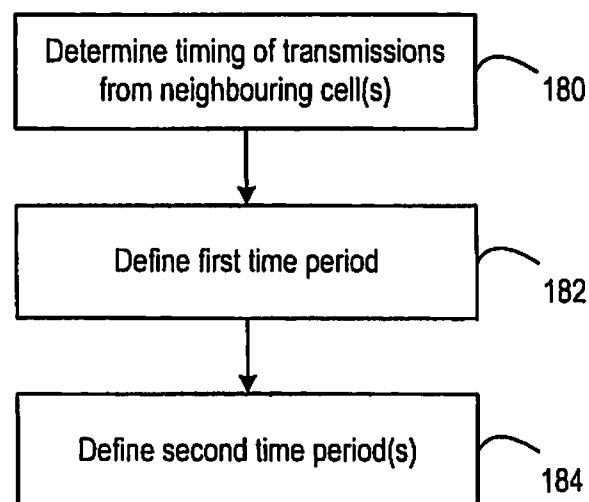 Determine timing of transmissions
from neighbouring cell(s)
180
Define first time period
182
Define second time period(s)
184